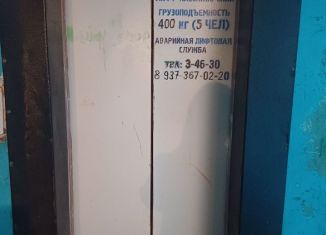 ГРУЗОПОДЪЕМНОСТЬ
400 кг (5 ЧЕЛ)
АВАРИЙНАЯ ЛИФТОВАЯ
СЛУЖБА
ТЕЛ: 3-46-30
8 937-367-02-20